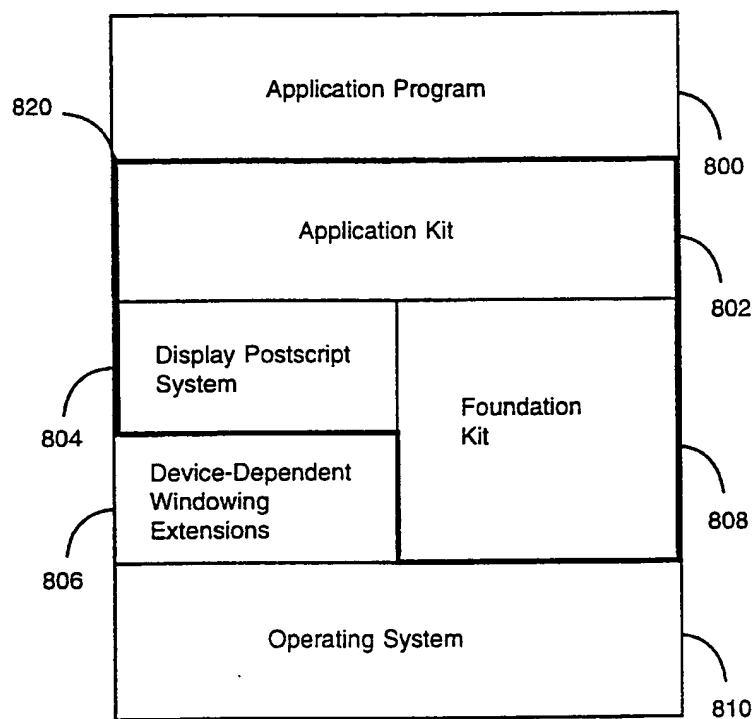 Application Program
820
800
Application Kit
802
Display Postscript
System
Foundation
Kit
804
Device-Dependent
Windowing
Extensions
808
806
Operating System
810